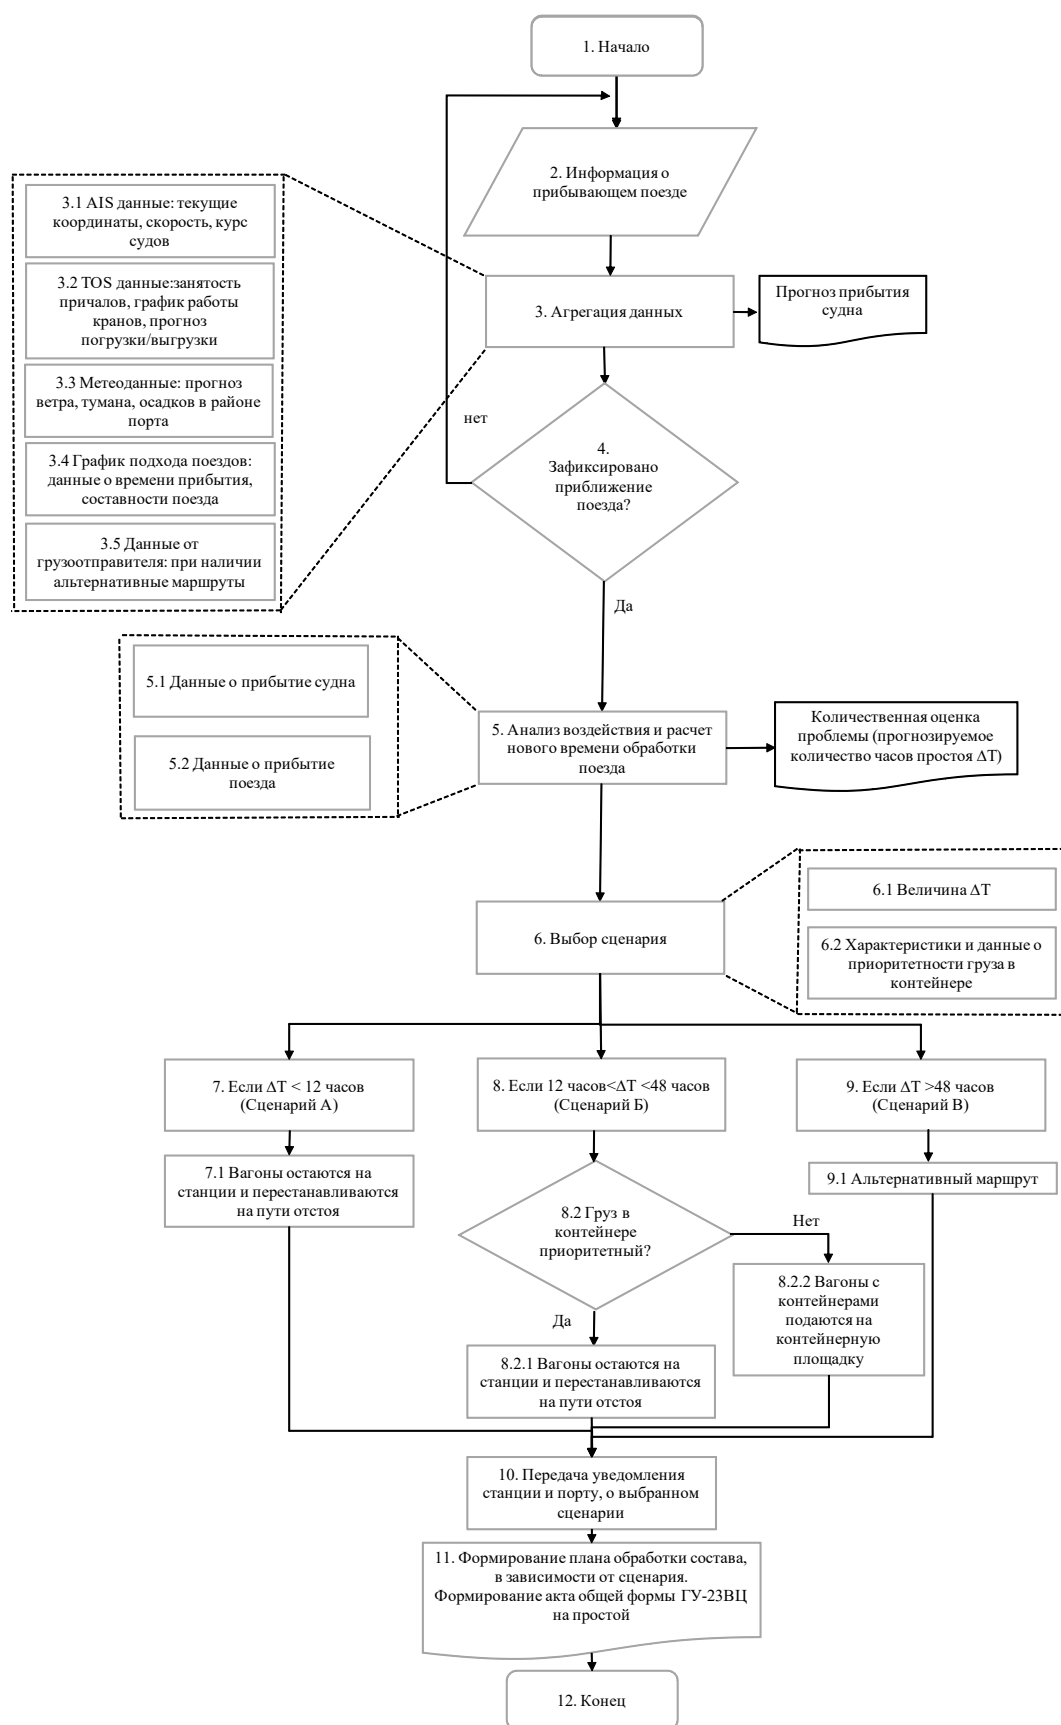 1. Начало
2. Информация о
прибывающем поезде
3.1 AIS данные: текущие
координаты, скорость, курс
судов
3.2 TOS данные:занятость
причалов, график работы
кранов, прогноз
погрузки/выгрузки
3.3 Метеоданные: прогноз
ветра, тумана, осадков в районе
порта
3.4 График подхода поездов:
данные о времени прибытия,
составности поезда
3.5 Данные от
грузоотправителя: при наличии
альтернативные маршруты
3. Агрегация данных
Прогноз прибытия
судна
нет
4.
Зафиксировано
приближение
поезда?
Да
5.1 Данные о прибытие судна
5.2 Данные о прибытие
поезда
5. Анализ воздействия и расчет
нового времени обработки
поезда
Количественная оценка
проблемы (прогнозируемое
количество часов простоя ΔT)
6. Выбор сценария
6.1 Величина ΔT
6.2 Характеристики и данные о
приоритетности груза в
контейнере
7. Если ΔT < 12 часов
(Сценарий А)
8. Если 12 часов<ΔT <48 часов
(Сценарий Б)
9. Если ΔT >48 часов
(Сценарий В)
7.1 Вагоны остаются на
станции и перестанавливаются
на пути отстоя
8.2 Груз в
контейнере
приоритетный?
9.1 Альтернативный маршрут
Нет
8.2.2 Вагоны с
контейнерами
подаются на
контейнерную
площадку
Да
8.2.1 Вагоны остаются на
станции и перестанавливаются
на пути отстоя
10. Передача уведомления
станции и порту, о выбранном
сценарии
11. Формирование плана обработки состава,
в зависимости от сценария.
Формирование акта общей формы ГУ-23ВЦ
на простой
12. Конец